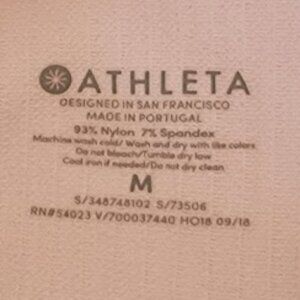 ATHLETA
DESIGNED IN SAN FRANCISCO
MADE IN PORTUGAL
93% Nylon 7% Spandex
Machine wash cold/ Wash and dry with like colors
Do not bleach/Tumble dry low
Cool iron if needed/Do not dry clean
M
S/348748102 S/73506
RN#54023 V/700037440 HO18 09/18